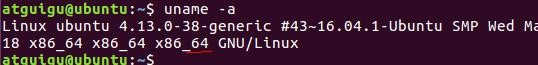 atguigu@ubuntu:~$ uname -a
Linux ubuntu 4.13.0-38-generic #43~16.04.1-Ubuntu SMP Wed Ma
18 x86_64 x86_64 x86_64 GNU/Linux
atguigu@ubuntu:~$